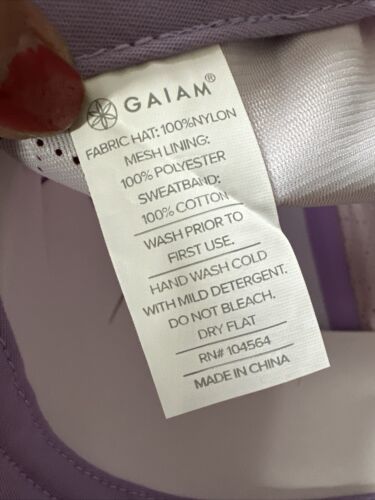 GAIAM®
FABRIC HAT: 100%NYLON
MESH LINING:
100% POLYESTER
SWEATBAND:
100% COTTON
WASH PRIOR TO
FIRST USE.
HAND WASH COLD
WITH MILD DETERGENT.
DO NOT BLEACH.
DRY FLAT
RN# 104564
MADE IN CHINA